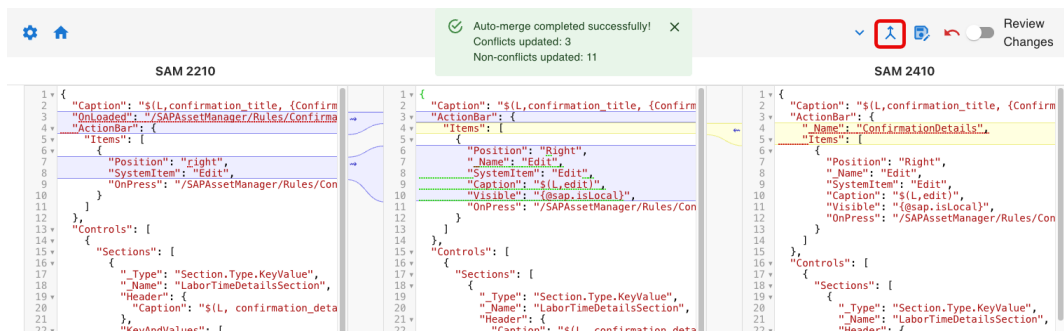 Auto-merge completed successfully!
Conflicts updated: 3
Non-conflicts updated: 11
Review
Changes
SAM 2210
SAM 2410
1 {
2 "Caption": "$(L,confirmation_title, {Confirm
3 "OnLoaded": "/SAPAssetManager/Rules/Confirma
4 "ActionBar": {
5 "Items": [
6 {
7 "Position": "right",
8 "SystemItem": "Edit",
9 "OnPress": "/SAPAssetManager/Rules/Con
10 }
11 ]
12 },
13 "Controls": [
14 {
15 "Sections": [
16 {
17 "_Type": "Section.Type.KeyValue",
18 "_Name": "LaborTimeDetailsSection",
19 "Header": {
20 "Caption": "$(L, confirmation_deta
21 },
22 "KeyAndValues": [
1 {
2 "Caption": "$(L,confirmation_title, {Confirm
3 "ActionBar": {
4 "Items": [
5 {
6 "Position": "Right",
7 "_Name": "Edit",
8 "SystemItem": "Edit",
9 "Caption": "$(L,edit)",
10 "Visible": "{@sap.isLocal}",
11 "OnPress": "/SAPAssetManager/Rules/Con
12 }
13 ]
14 },
15 "Controls": [
16 {
17 "Sections": [
18 {
19 "_Type": "Section.Type.KeyValue",
20 "_Name": "LaborTimeDetailsSection",
21 "Header": {
22 "Caption": "$(L, confirmation_deta
1 {
2 "Caption": "$(L,confirmation_title, {Confirm
3 "ActionBar": {
4 "_Name": "ConfirmationDetails",
5 "Items": [
6 {
7 "Position": "Right",
8 "_Name": "Edit",
9 "SystemItem": "Edit",
10 "Caption": "$(L,edit)",
11 "Visible": "{@sap.isLocal}",
12 "OnPress": "/SAPAssetManager/Rules/Con
13 }
14 ]
15 },
16 "Controls": [
17 {
18 "Sections": [
19 {
20 "_Type": "Section.Type.KeyValue",
21 "_Name": "LaborTimeDetailsSection",
22 "Header": {